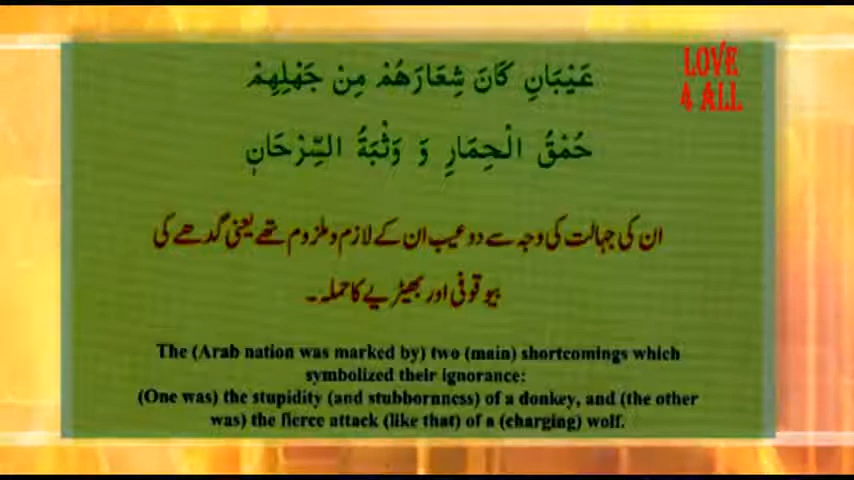 LOVE
4 ALL
عَيْبَانِ كَانَ شِعَارَهُمْ مِنْ جَهْلِهِمْ
حُمْقُ الْحِمَارِ وَ وَثْبَةُ السِّرْحَانٖ
ان کی جہالت کی وجہ سے دو عیب ان کے لازم و ملزوم تھے یعنی گدھے کی
بیوقوفی اور بھیڑیے کا حملہ ۔
The (Arab nation was marked by) two (main) shortcomings which
symbolized their ignorance:
(One was) the stupidity (and stubbornness) of a donkey, and (the other
was) the fierce attack (like that) of a (charging) wolf.